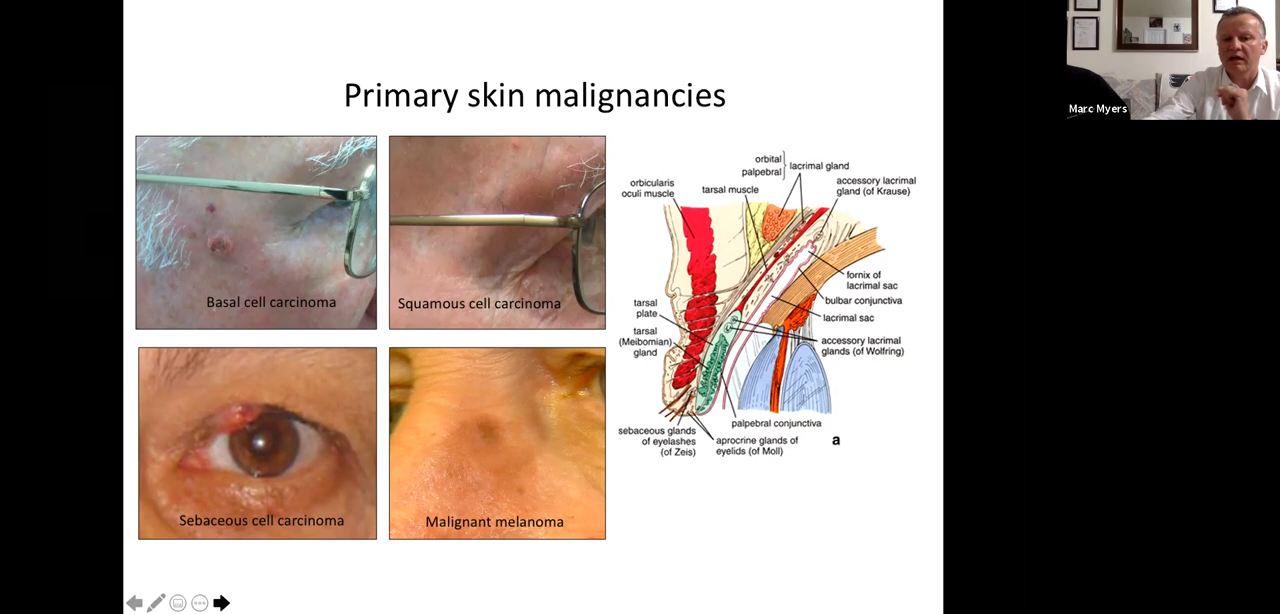 Primary skin malignancies
Marc Myers
Basal cell carcinoma
Squamous cell carcinoma
Sebaceous cell carcinoma
Malignant melanoma
orbital
palpebral
lacrimal gland
orbicularis
oculi muscle
tarsal muscle
accessory lacrimal
gland (of Krause)
fornix of
lacrimal sac
bulbar conjunctiva
lacrimal sac
tarsal
plate
tarsal
(Meibomian)
gland
accessory lacrimal
glands (of Wolfring)
palpebral conjunctiva
sebaceous glands
of eyelashes
(of Zeis)
aprocrine glands of
eyelids (of Moll)
a